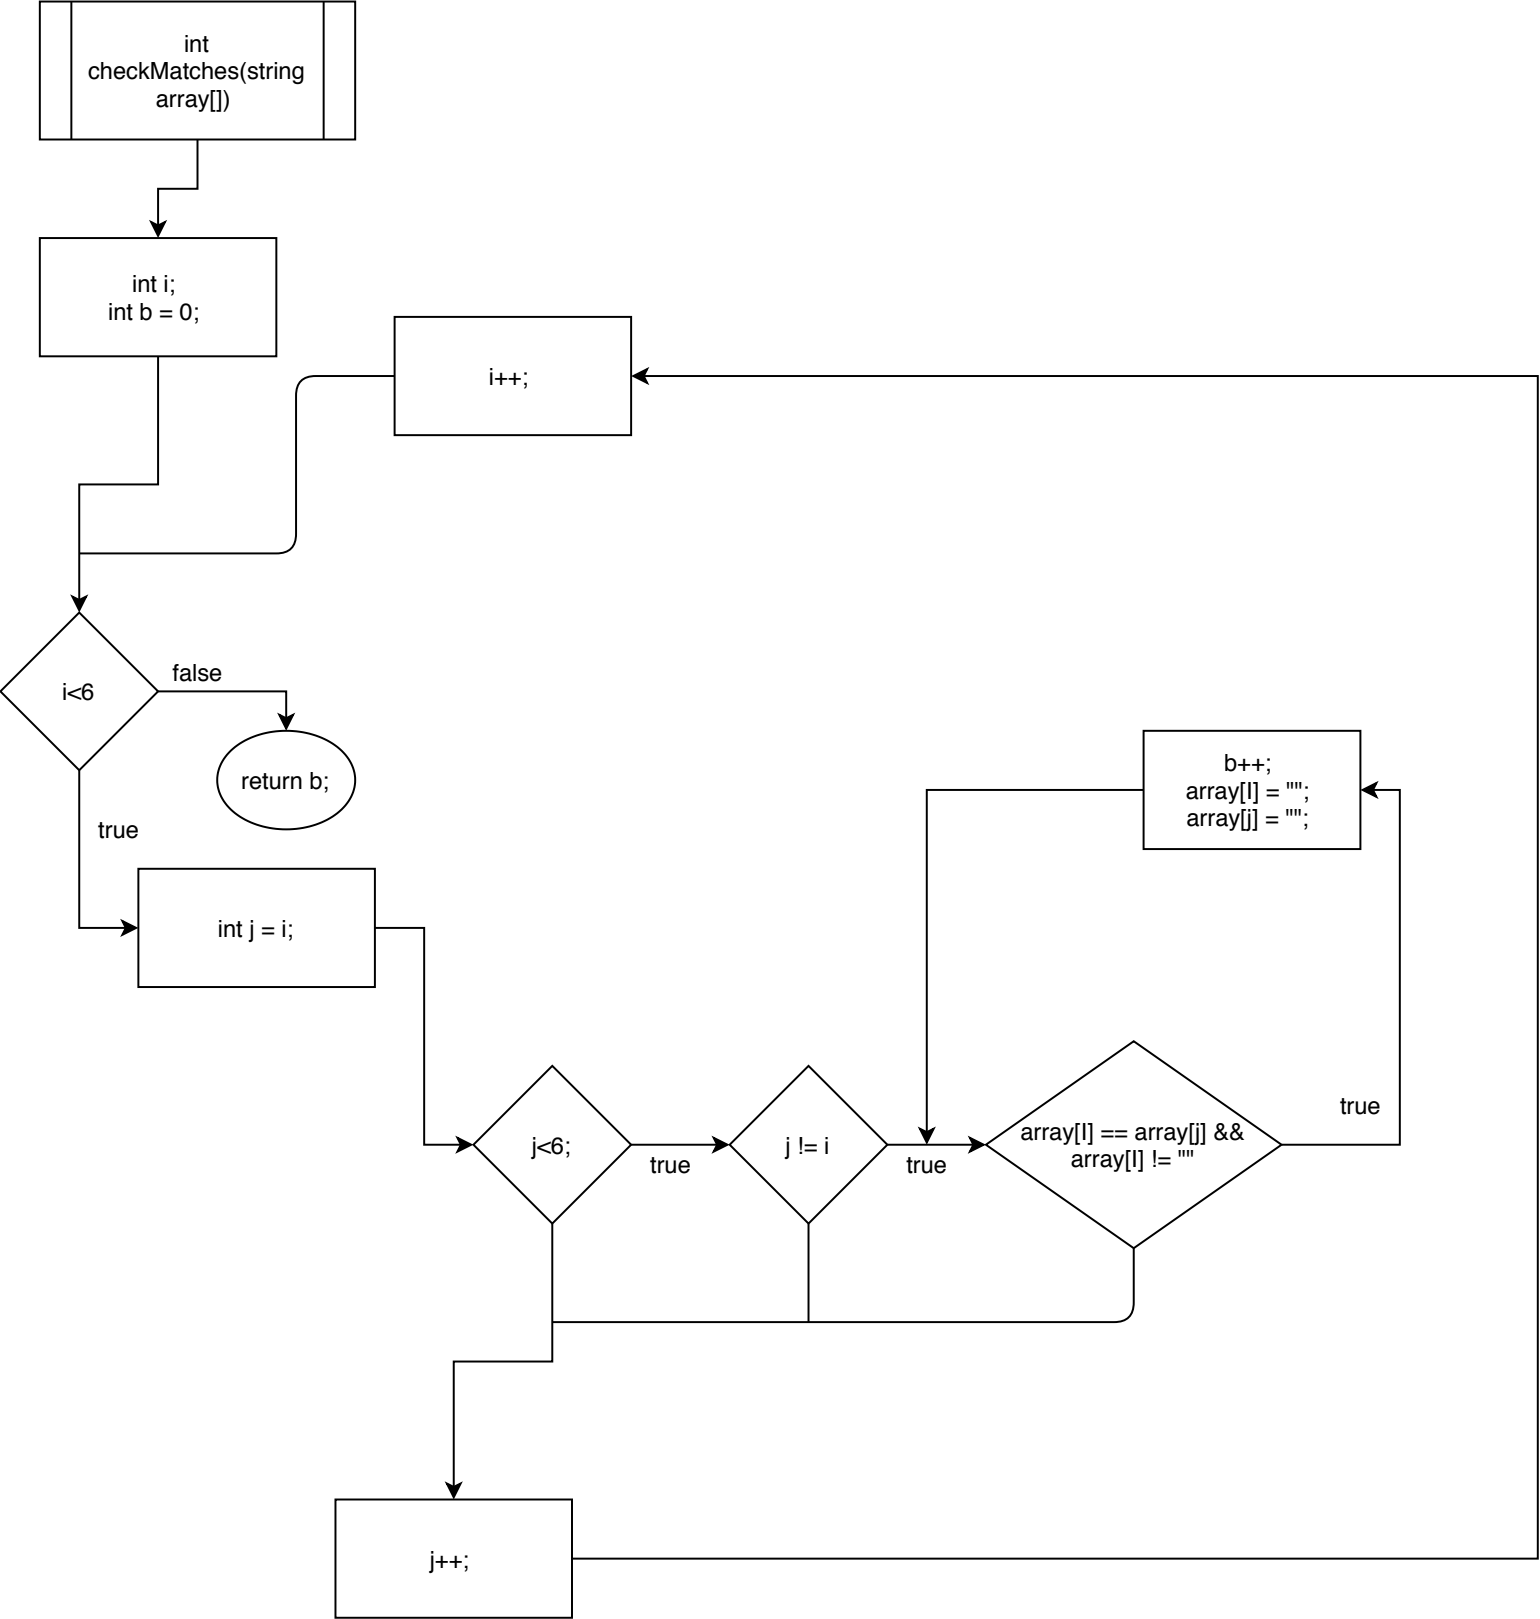 int
checkMatches(string
array[])
int i;
int b = 0;
i++;
i<6
false
return b;
true
int j = i;
b++;
array[I] = "";
array[j] = "";
j<6;
true
j != i
true
array[I] == array[j] &&
array[I] != ""
true
j++;